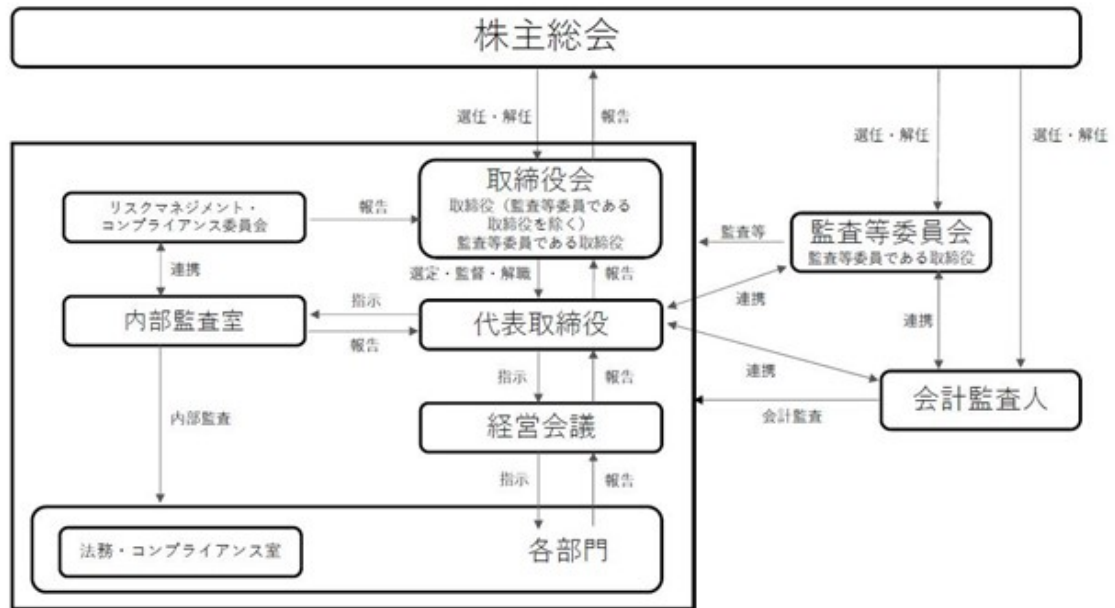 株主総会
選任・解任
報告
選任・解任
選任・解任
取締役会
取締役（監査等委員である
取締役を除く）
監査等委員である取締役
リスクマネジメント・
コンプライアンス委員会
報告
監査等
監査等委員会
監査等委員である取締役
連携
選定・監督・解職
報告
内部監査室
指示
報告
代表取締役
連携
連携
連携
指示
報告
会計監査人
会計監査
内部監査
経営会議
指示
報告
法務・コンプライアンス室
各部門